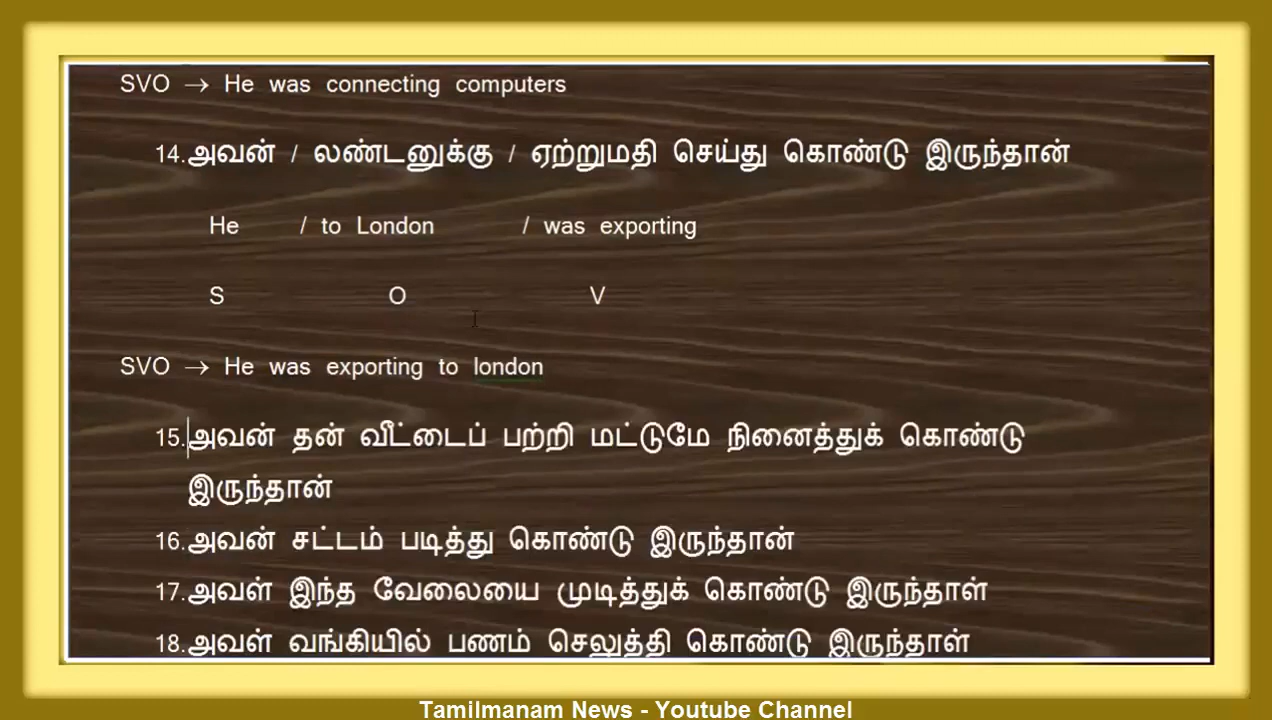 SVO → He was connecting computers
14.அவன் / லண்டனுக்கு / ஏற்றுமதி செய்து கொண்டு இருந்தான்
He / to London / was exporting
S O V
SVO → He was exporting to london
15.அவன் தன் வீட்டைப் பற்றி மட்டுமே நினைத்துக் கொண்டு
இருந்தான்
16.அவன் சட்டம் படித்து கொண்டு இருந்தான்
17.அவள் இந்த வேலையை முடித்துக் கொண்டு இருந்தாள்
18.அவள் வங்கியில் பணம் செலுத்தி கொண்டு இருந்தாள்
Tamilmanam News - Youtube Channel